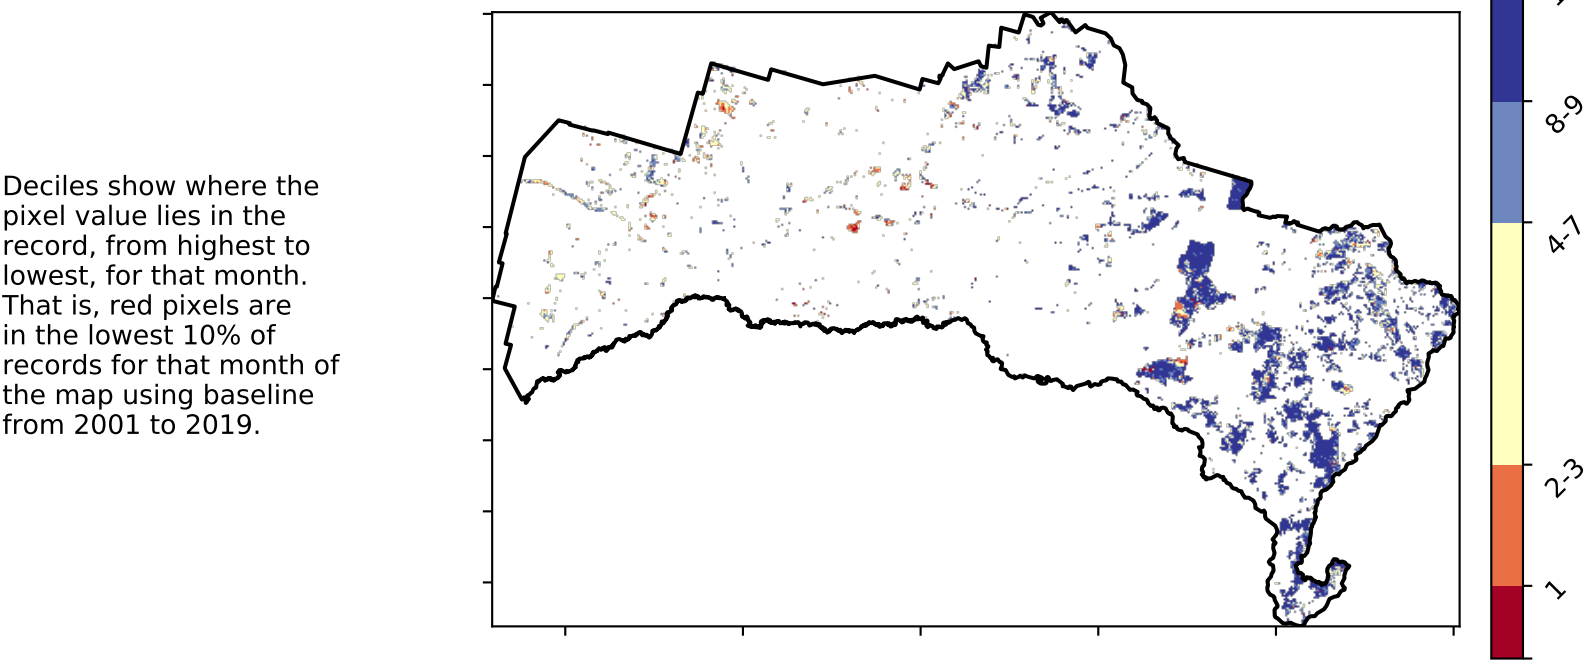 Deciles show where the
pixel value lies in the
record, from highest to
lowest, for that month.
That is, red pixels are
in the lowest 10% of
records for that month of
the map using baseline
from 2001 to 2019.
8-9
4-7
2-3
1